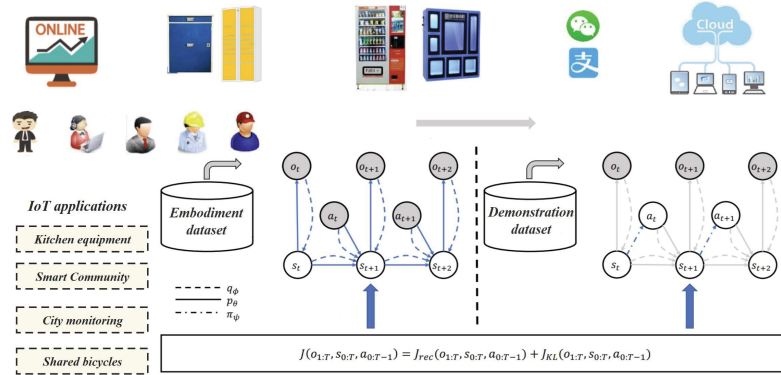 ONLINE
Cloud
支
IoT applications
Kitchen equipment
Smart Community
City monitoring
Shared bicycles
Embodiment
dataset
o_t
o_{t+1}
o_{t+2}
a_t
a_{t+1}
s_t
s_{t+1}
s_{t+2}
q_ϕ
p_θ
π_ψ
Demonstration
dataset
o_t
o_{t+1}
o_{t+2}
a_t
a_{t+1}
s_t
s_{t+1}
s_{t+2}
J(o_{1:T}, s_{0:T}, a_{0:T-1}) = J_{rec}(o_{1:T}, s_{0:T}, a_{0:T-1}) + J_{KL}(o_{1:T}, s_{0:T}, a_{0:T-1})